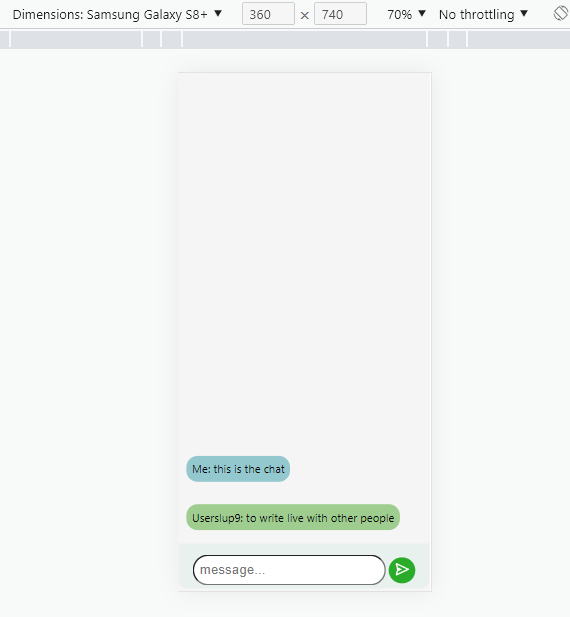 Dimensions: Samsung Galaxy S8+ ▼ 360 × 740 70% ▼ No throttling ▼
Me: this is the chat
Userslup9: to write live with other people
message...